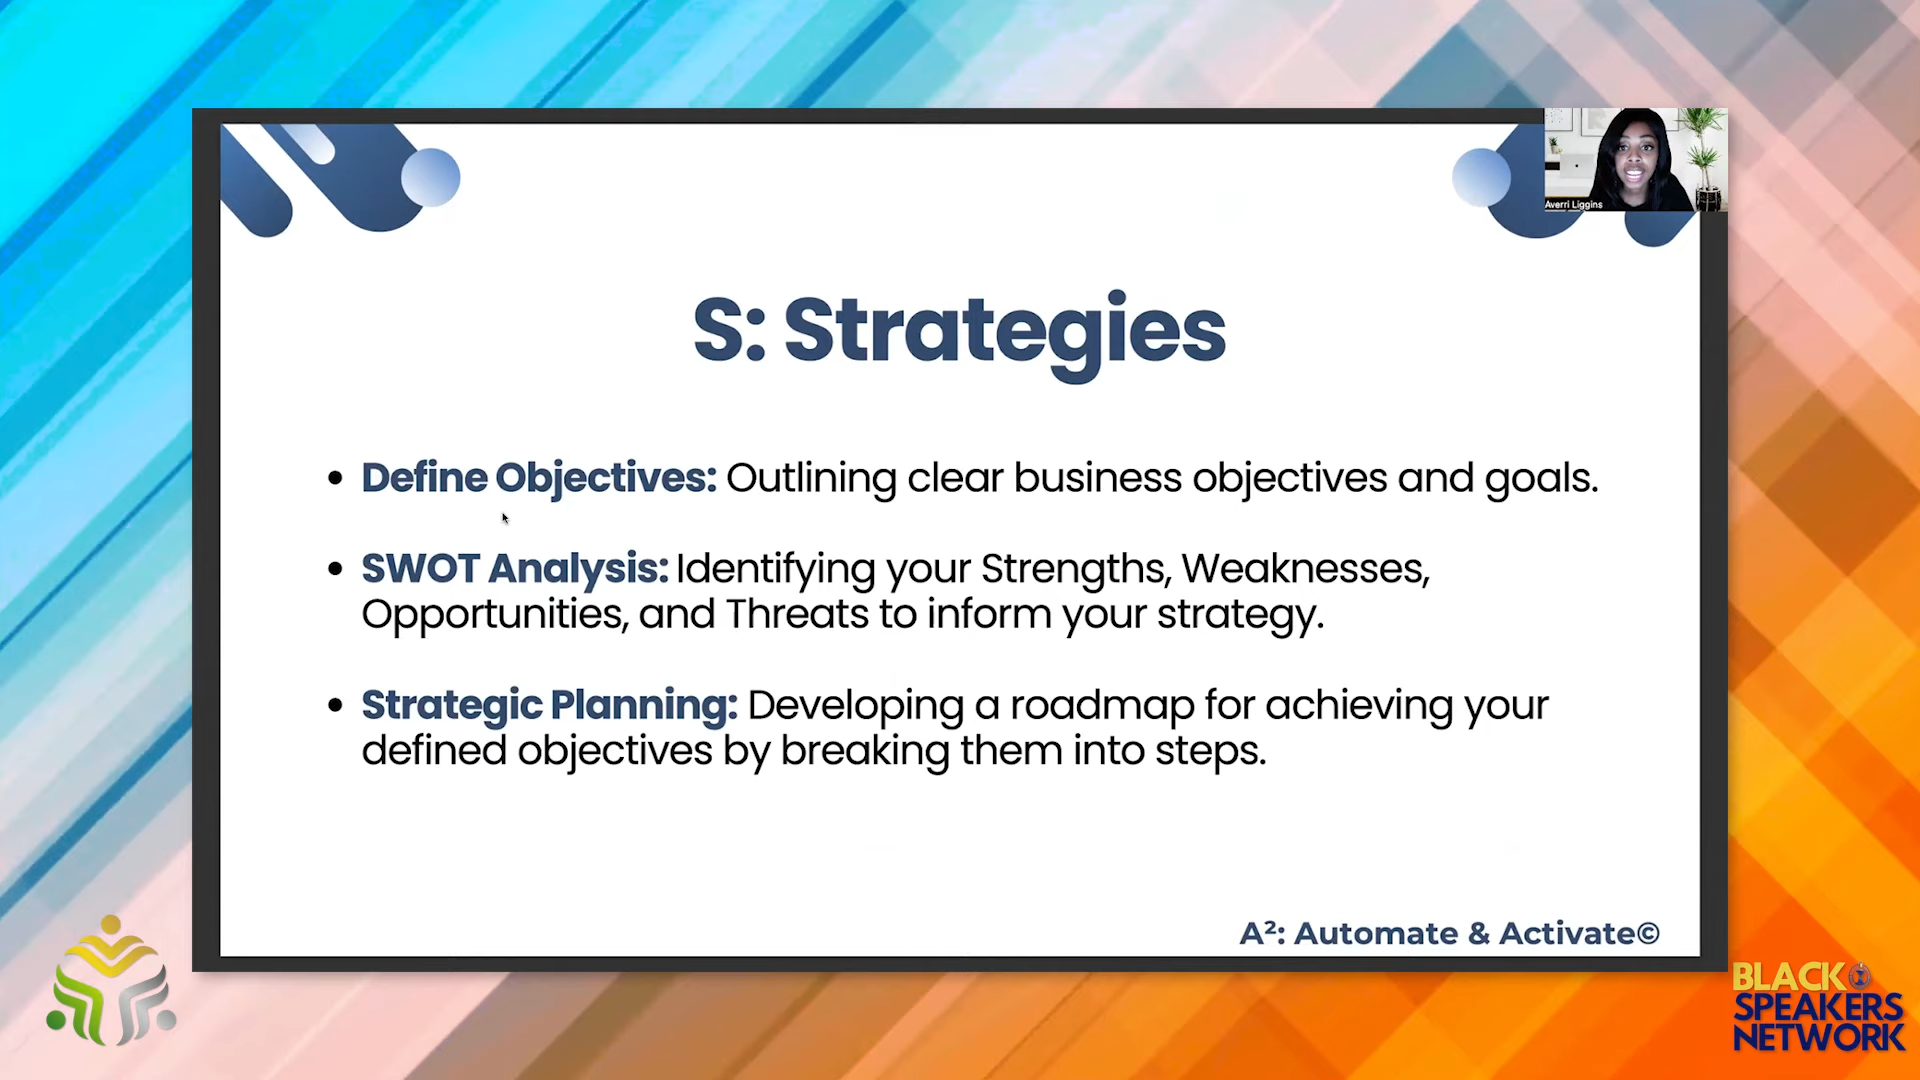 Averri Liggins
S: Strategies
• Define Objectives: Outlining clear business objectives and goals.
• SWOT Analysis: Identifying your Strengths, Weaknesses,
Opportunities, and Threats to inform your strategy.
• Strategic Planning: Developing a roadmap for achieving your
defined objectives by breaking them into steps.
A²: Automate & Activate©
BLACK
SPEAKERS
NETWORK